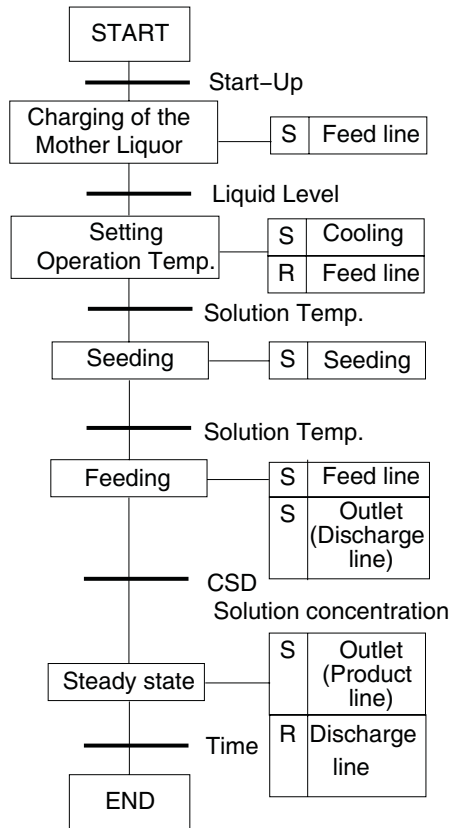 START
Start−Up
Charging of the
Mother Liquor
S Feed line
Liquid Level
Setting
Operation Temp.
S Cooling
R Feed line
Solution Temp.
Seeding
S Seeding
Solution Temp.
Feeding
S Feed line
S Outlet
(Discharge
line)
CSD
Solution concentration
Steady state
S Outlet
(Product
line)
R Discharge
line
Time
END